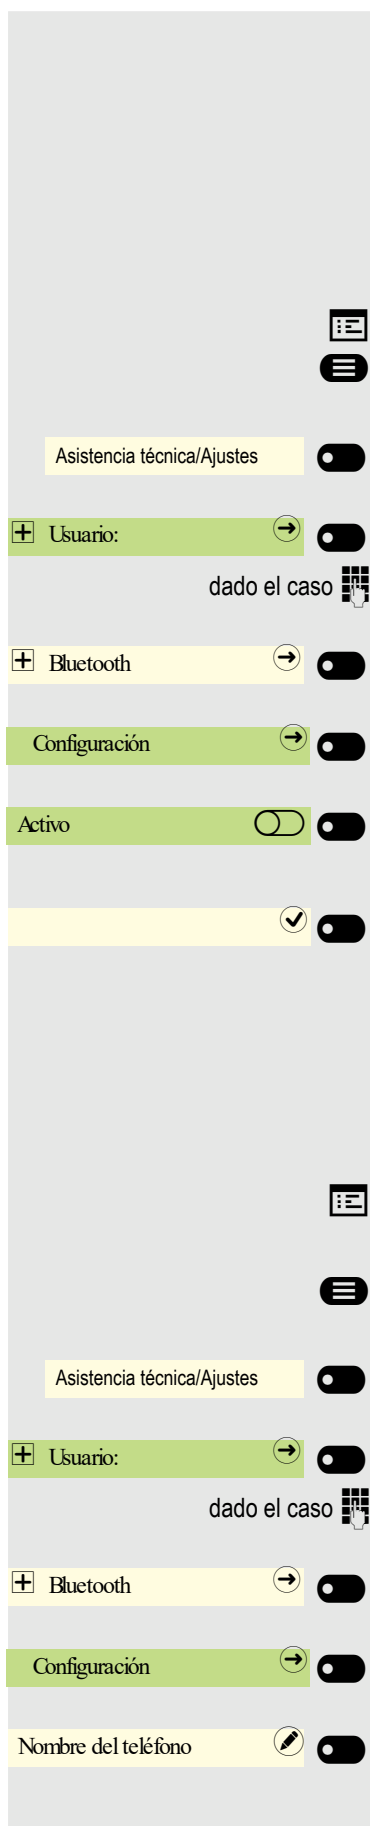 Asistencia técnica/Ajustes
Usuario:
dado el caso
Bluetooth
Configuración
Activo
Asistencia técnica/Ajustes
Usuario:
dado el caso
Bluetooth
Configuración
Nombre del teléfono